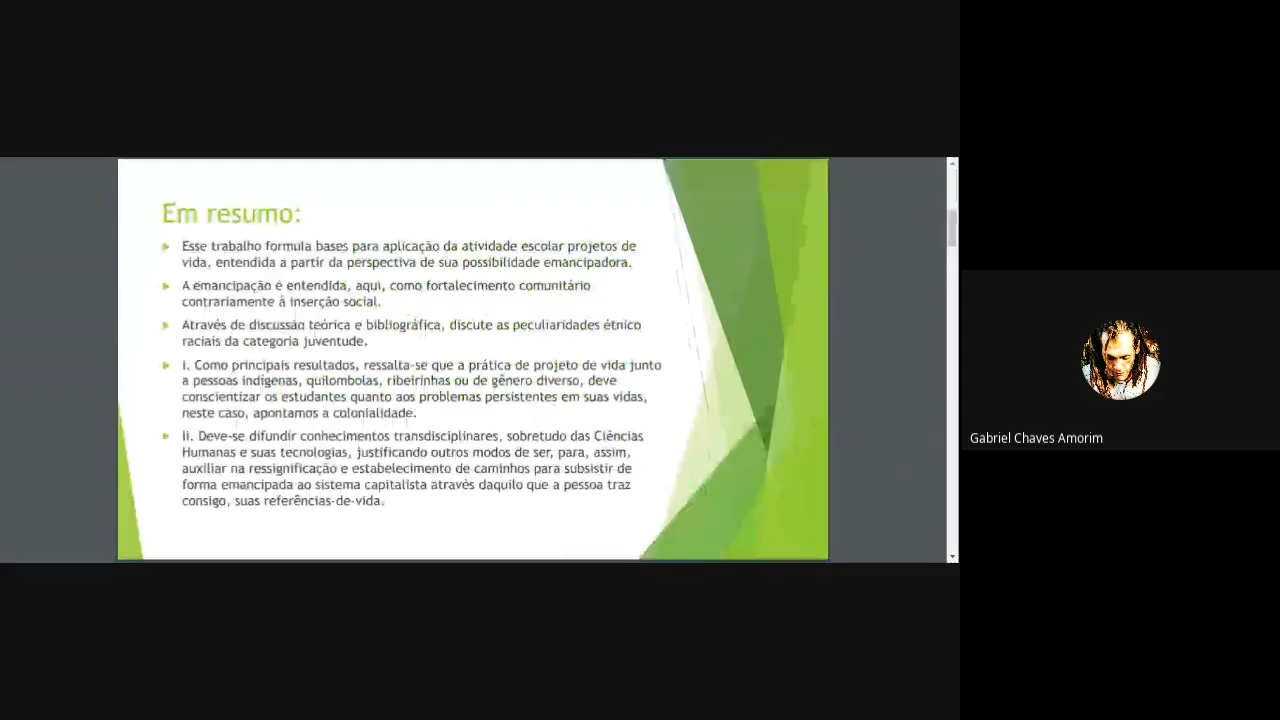 Em resumo:
Esse trabalho formula bases para aplicação da atividade escolar projetos de
vida, entendida a partir da perspectiva de sua possibilidade emancipadora.
A emancipação é entendida, aqui, como fortalecimento comunitário
contrariamente à inserção social.
Através de discussão teórica e bibliográfica, discute as peculiaridades étnico
raciais da categoria juventude.
i. Como principais resultados, ressalta-se que a prática de projeto de vida junto
a pessoas indígenas, quilombolas, ribeirinhas ou de gênero diverso, deve
conscientizar os estudantes quanto aos problemas persistentes em suas vidas,
neste caso, apontamos a colonialidade.
ii. Deve-se difundir conhecimentos transdisciplinares, sobretudo das Ciências
Humanas e suas tecnologias, justificando outros modos de ser, para, assim,
auxiliar na ressignificação e estabelecimento de caminhos para subsistir de
forma emancipada ao sistema capitalista através daquilo que a pessoa traz
consigo, suas referências-de-vida.
Gabriel Chaves Amorim